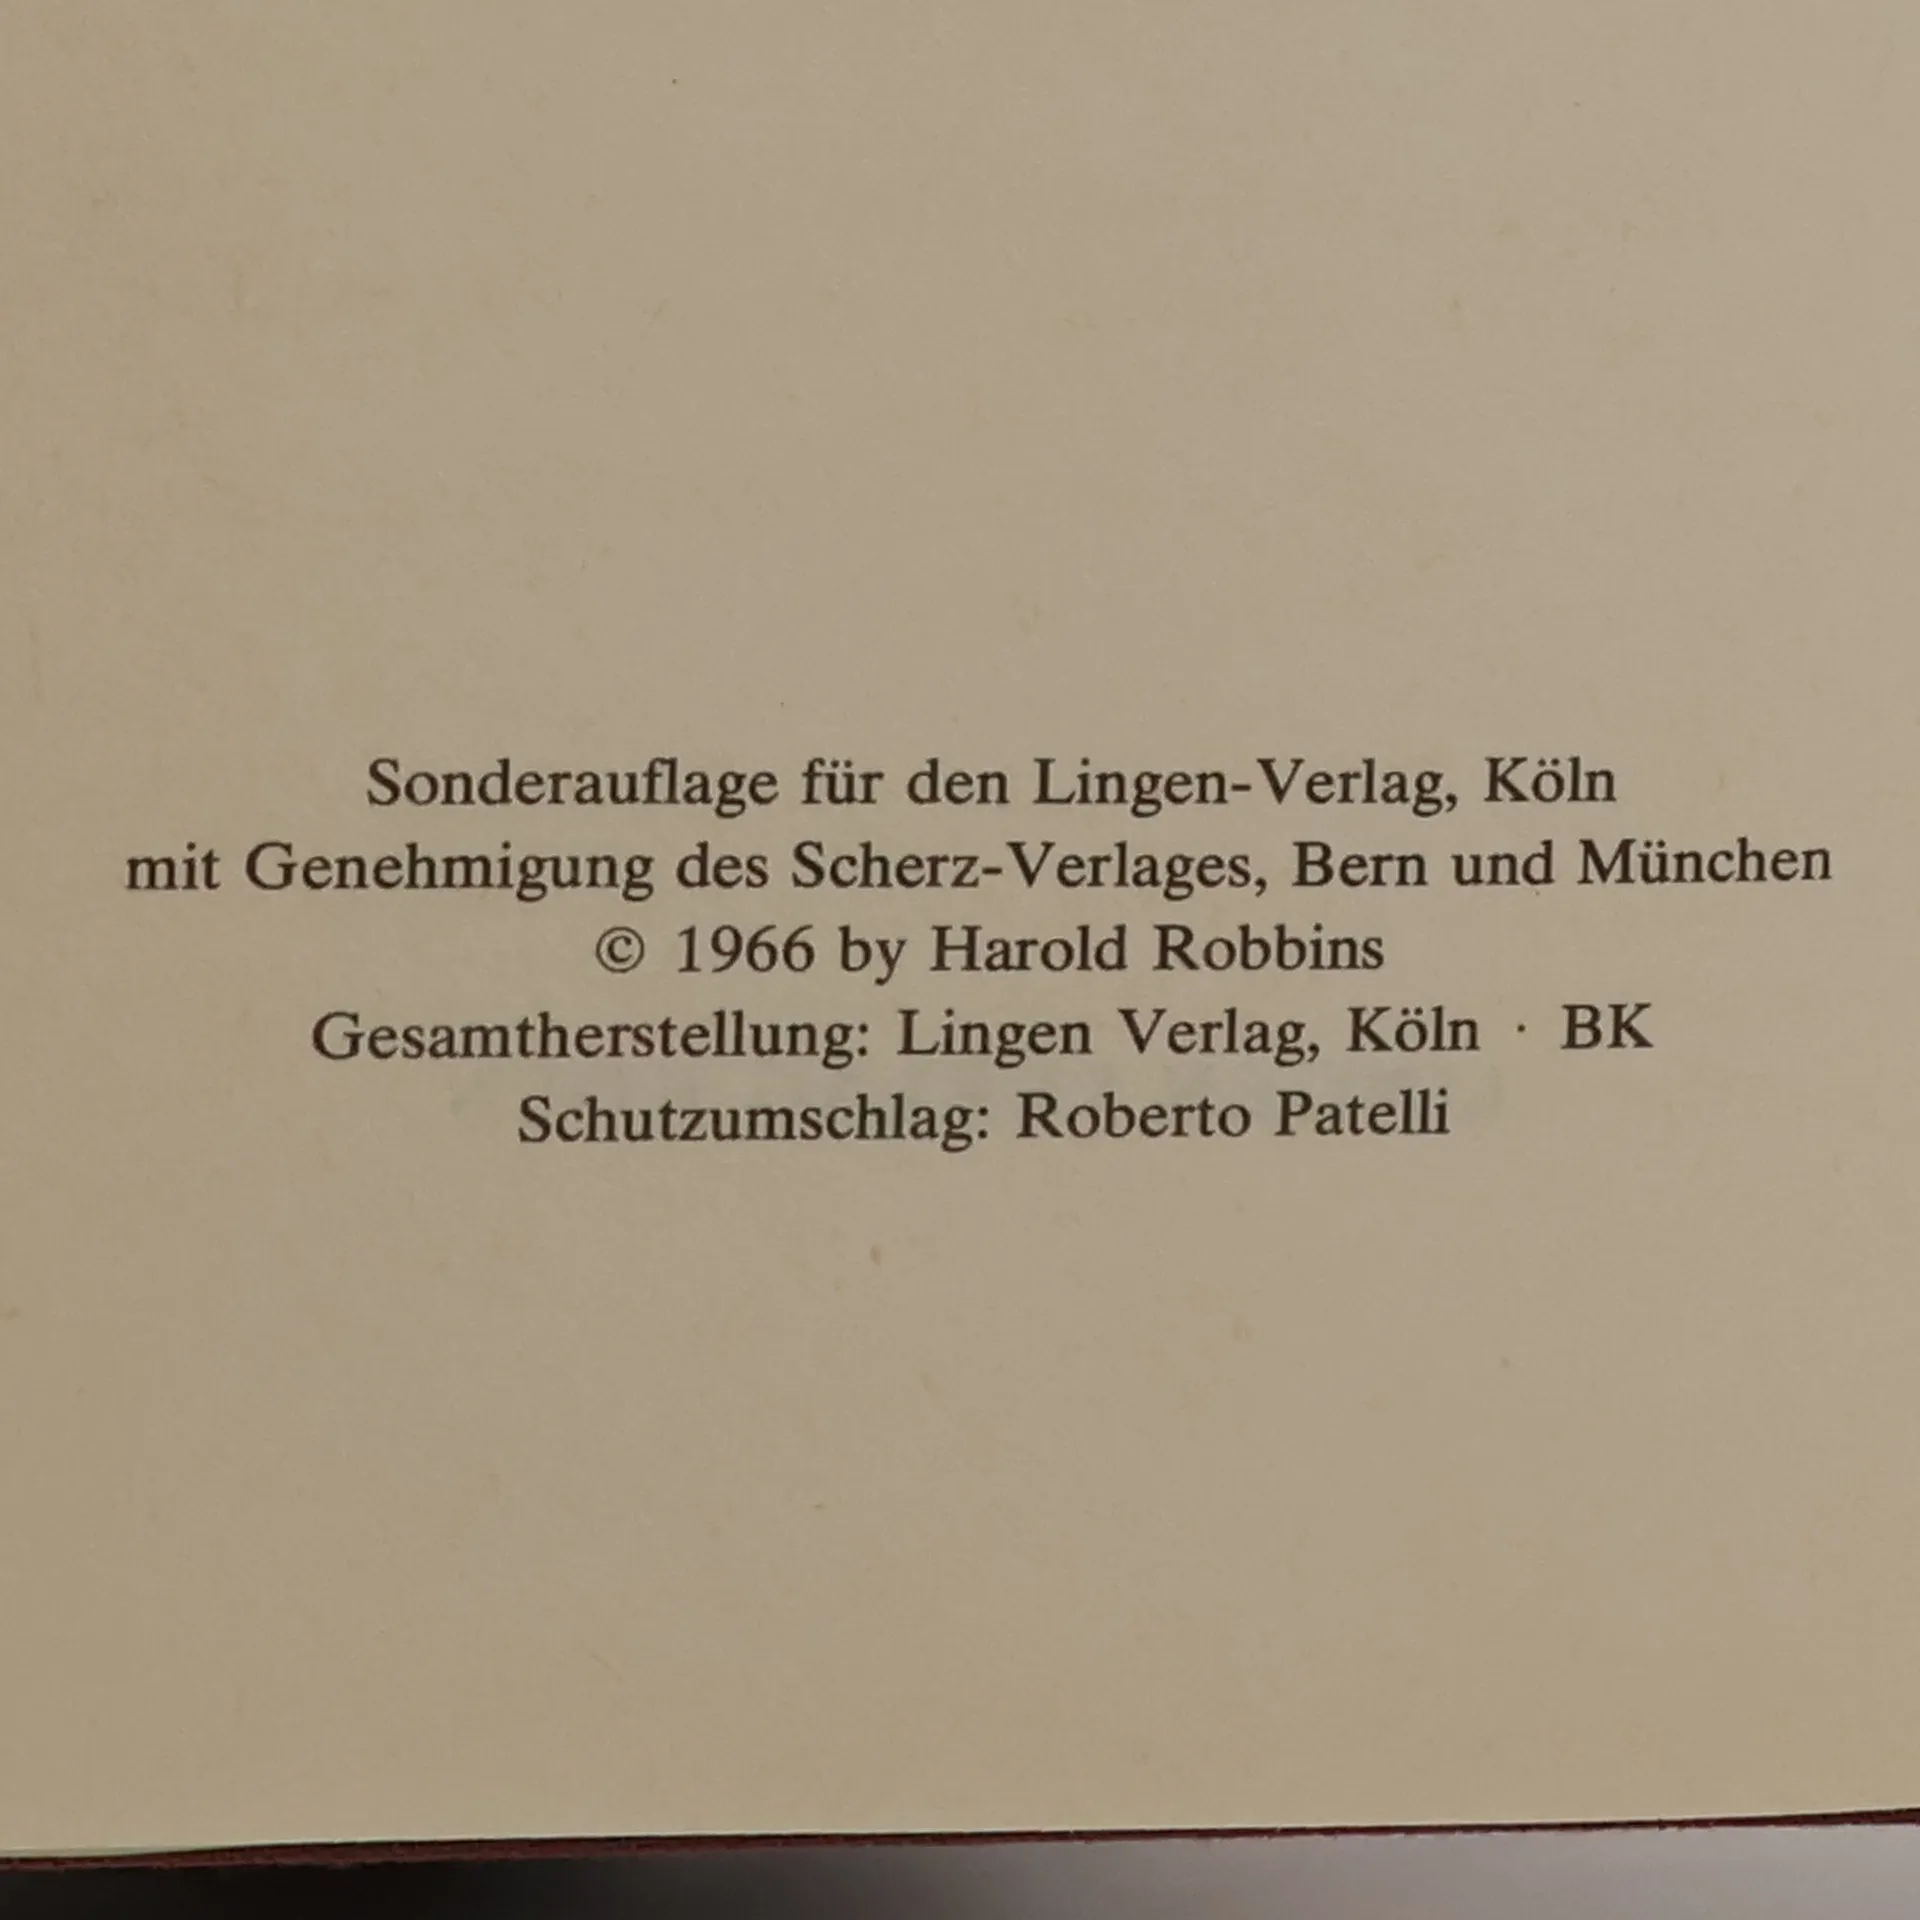 Sonderauflage für den Lingen-Verlag, Köln
mit Genehmigung des Scherz-Verlages, Bern und München
© 1966 by Harold Robbins
Gesamtherstellung: Lingen Verlag, Köln · BK
Schutzumschlag: Roberto Patelli